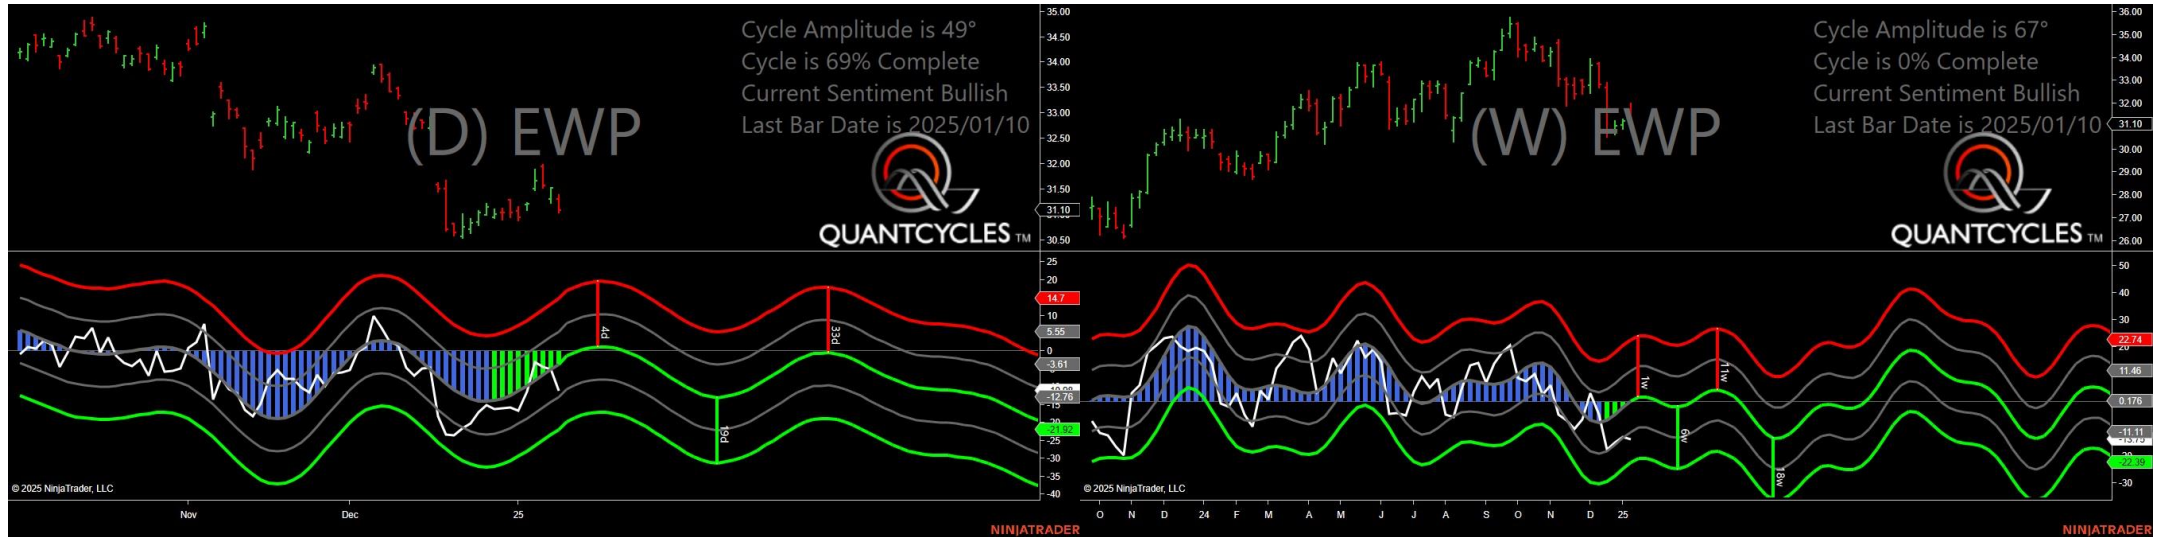 Cycle Amplitude is 49°
Cycle is 69% Complete
Current Sentiment Bullish
Last Bar Date is 2025/01/10
(D) EWP
QUANTCYCLES TM
35.00
34.50
34.00
33.50
33.00
32.50
32.00
31.50
31.10
30.50
25
20
14.7
10
5.55
0
-3.61
-12.76
-15
-21.92
-25
-30
-35
-40
4d
19d
33d
© 2025 NinjaTrader, LLC
Nov
Dec
25
NINJATRADER
Cycle Amplitude is 67°
Cycle is 0% Complete
Current Sentiment Bullish
Last Bar Date is 2025/01/10
(W) EWP
QUANTCYCLES TM
36.00
35.00
34.00
33.00
32.00
31.10
30.00
29.00
28.00
27.00
26.00
50
40
30
22.74
11.46
0.176
-11.11
-22.39
-30
1w
6w
11w
18w
© 2025 NinjaTrader, LLC
O N D 24 F M A M J J A S O N D 25
NINJATRADER